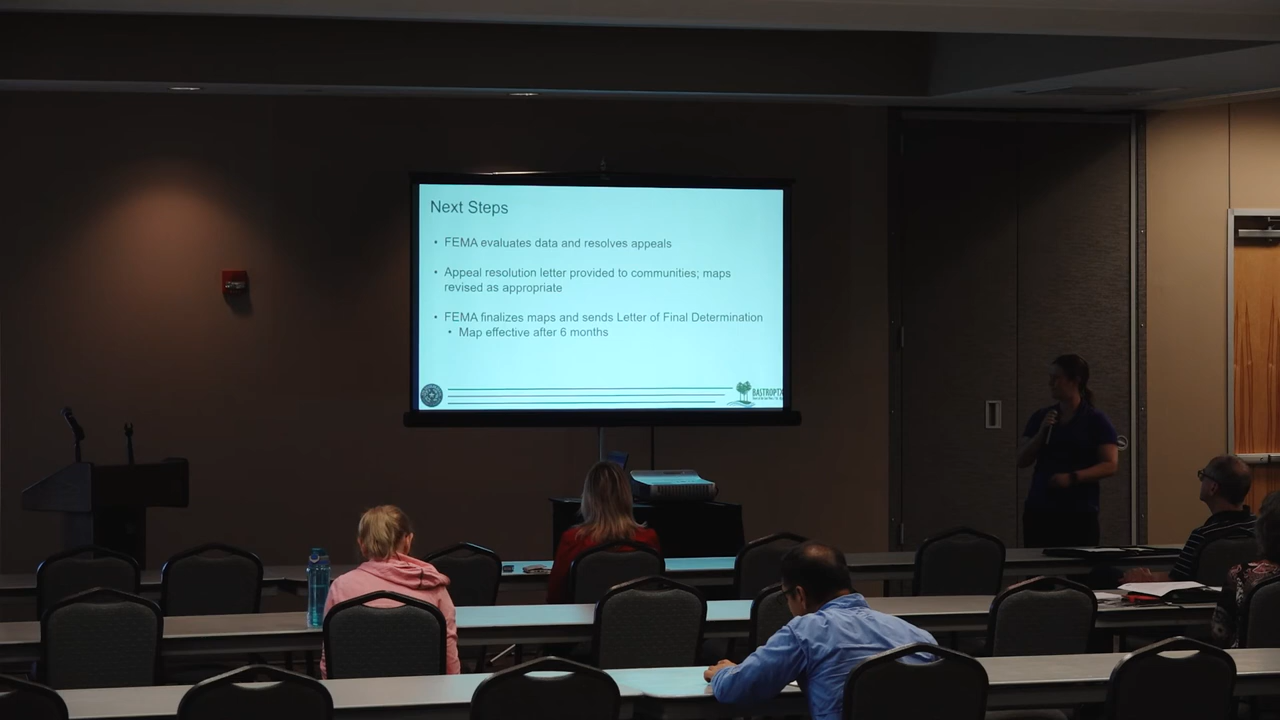 Next Steps
• FEMA evaluates data and resolves appeals
• Appeal resolution letter provided to communities; maps
revised as appropriate
• FEMA finalizes maps and sends Letter of Final Determination
• Map effective after 6 months
BASTROPTX